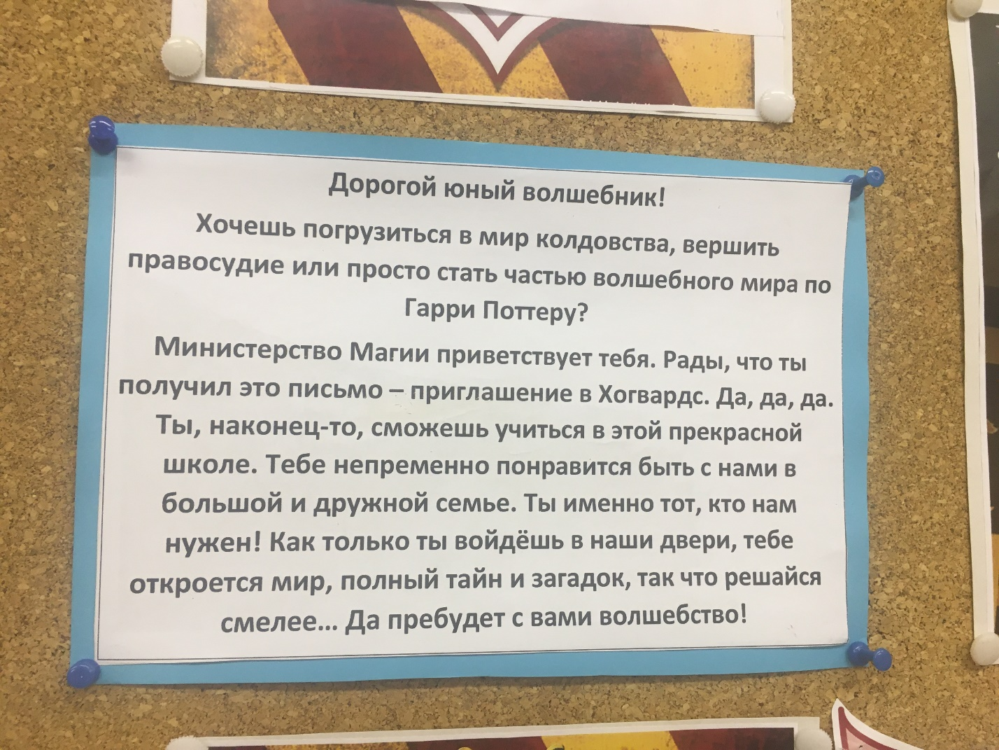 Дорогой юный волшебник!
Хочешь погрузиться в мир колдовства, вершить
правосудие или просто стать частью волшебного мира по
Гарри Поттеру?
Министерство Магии приветствует тебя. Рады, что ты
получил это письмо – приглашение в Хогвардс. Да, да, да.
Ты, наконец-то, сможешь учиться в этой прекрасной
школе. Тебе непременно понравится быть с нами в
большой и дружной семье. Ты именно тот, кто нам
нужен! Как только ты войдёшь в наши двери, тебе
откроется мир, полный тайн и загадок, так что решайся
смелее... Да пребудет с вами волшебство!